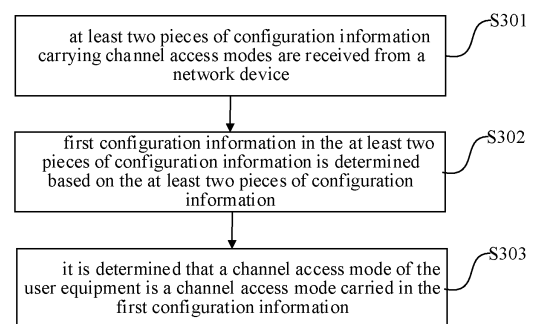 at least two pieces of configuration information
carrying channel access modes are received from a
network device
S301
first configuration information in the at least two
pieces of configuration information is determined
based on the at least two pieces of configuration
information
S302
it is determined that a channel access mode of the
user equipment is a channel access mode carried in the
first configuration information
S303